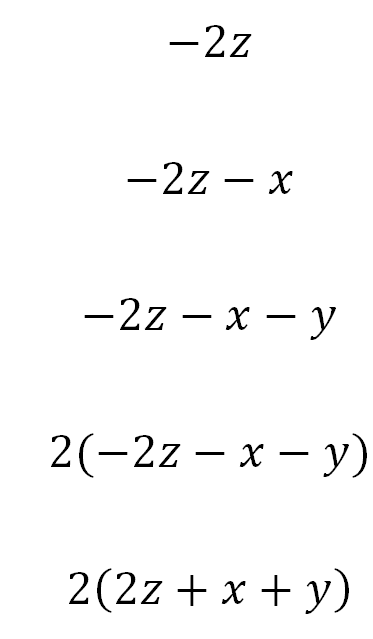 −2z
−2z − x
−2z − x − y
2(−2z − x − y)
2(2z + x + y)